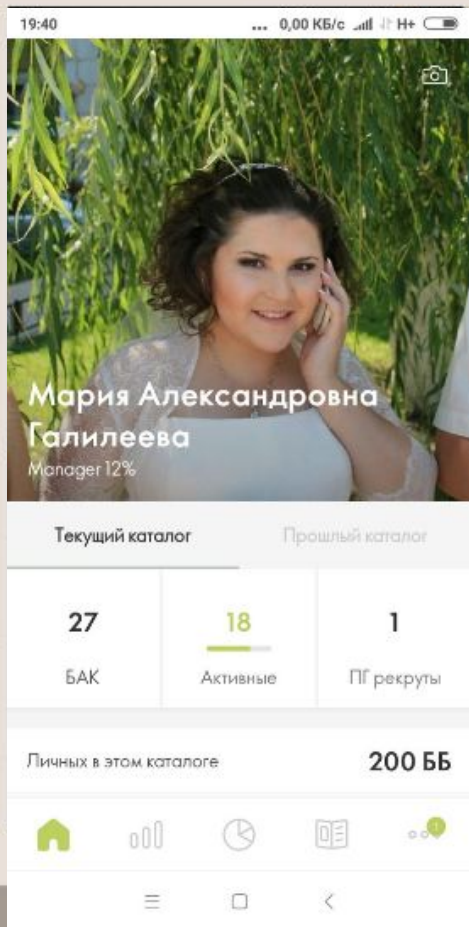 19:40 ... 0,00 КБ/с H+
Мария Александровна
Галилеева
Manager 12%
Текущий каталог Прошлый каталог
27 18 1
БАК Активные ПГ рекруты
Личных в этом каталоге 200 ББ
1